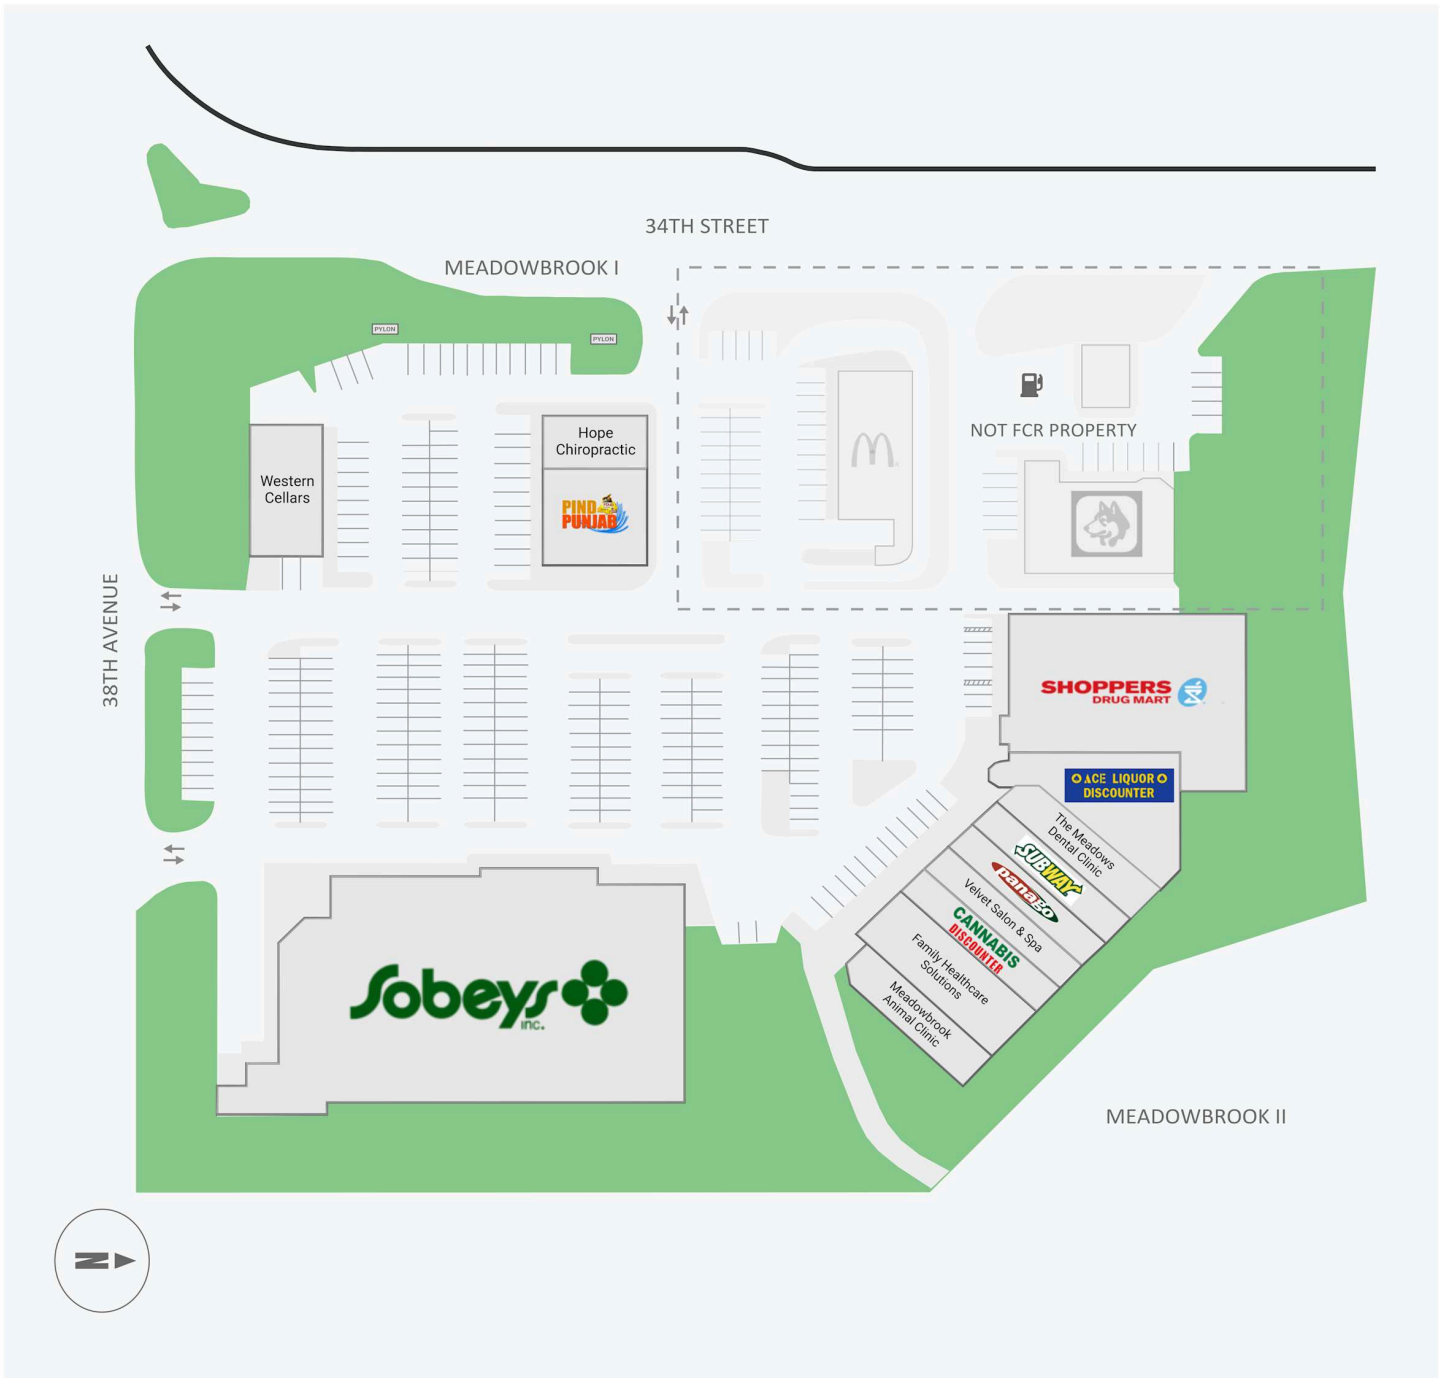 34TH STREET
MEADOWBROOK I
PYLON
PYLON
Hope
Chiropractic
Western
Cellars
PIND
PUNJAB
NOT FCR PROPERTY
38TH AVENUE
SHOPPERS
DRUG MART
ACE LIQUOR
DISCOUNTER
The Meadows
Dental Clinic
SUBWAY
panago
Velvet Salon & Spa
CANNABIS
DISCOUNTER
Family Healthcare
Solutions
Meadowbrook
Animal Clinic
Sobeys
inc.
MEADOWBROOK II
N